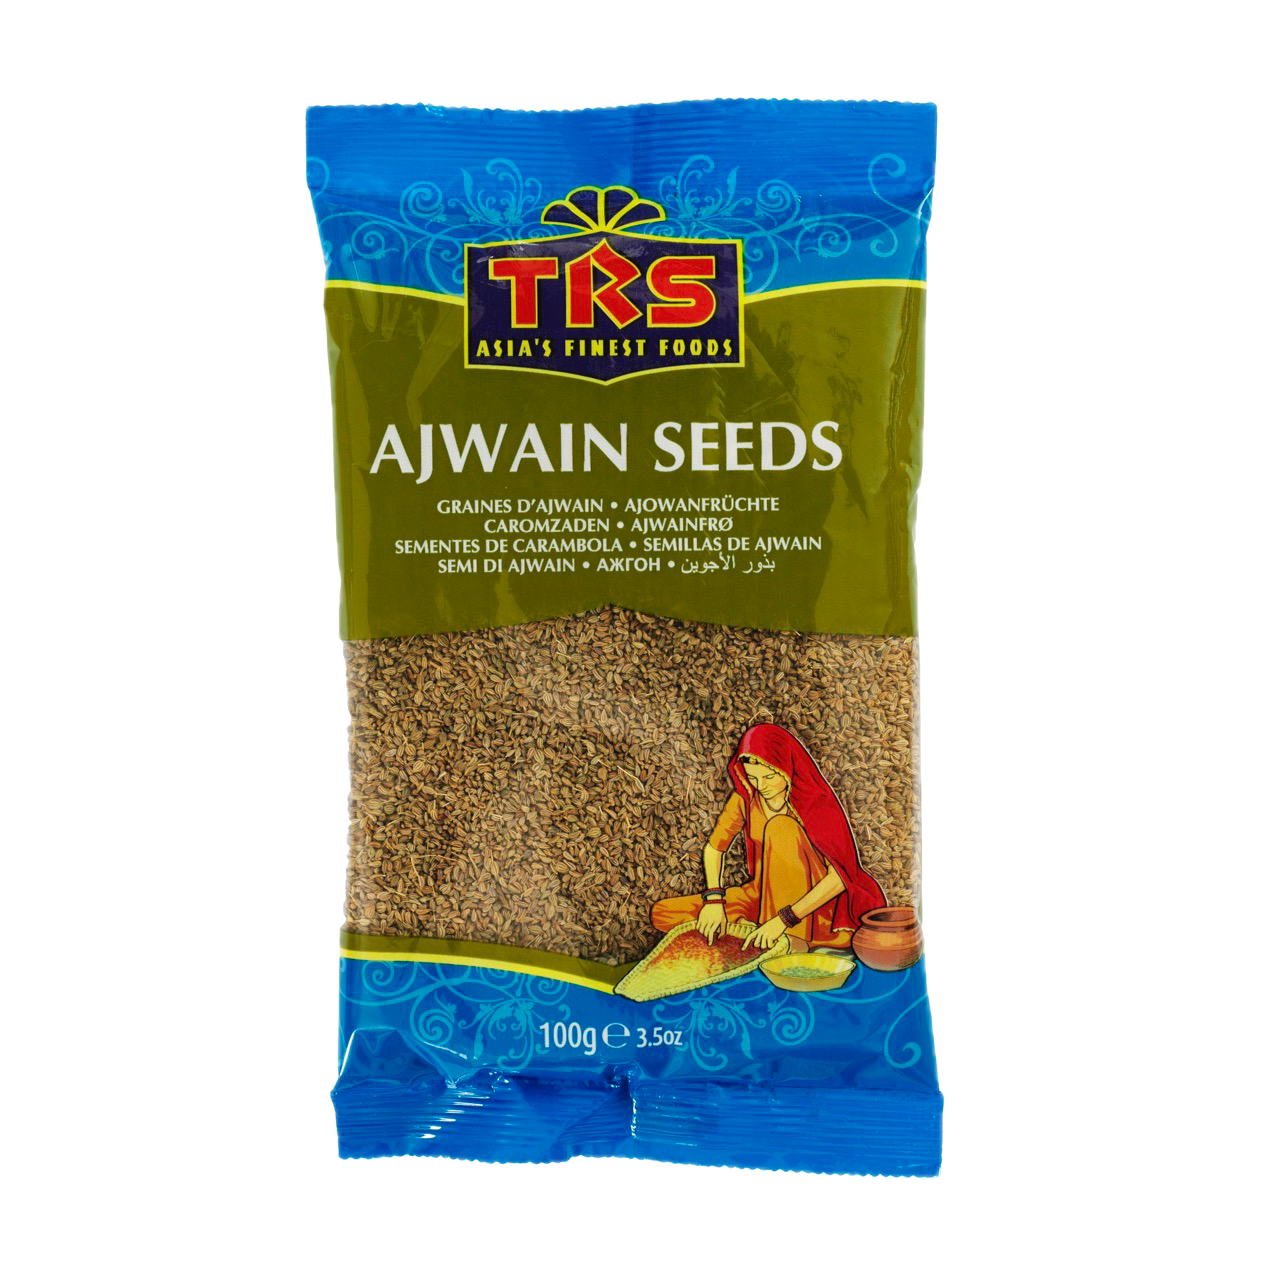 TRS
ASIA'S FINEST FOODS
AJWAIN SEEDS
GRAINES D'AJWAIN • AJOWANFRÜCHTE
CAROMZADEN • AJWAINFRØ
SEMENTES DE CARAMBOLA • SEMILLAS DE AJWAIN
SEMI DI AJWAIN • АЖГОН • بذور الأجوين
100g ℮ 3.5oz